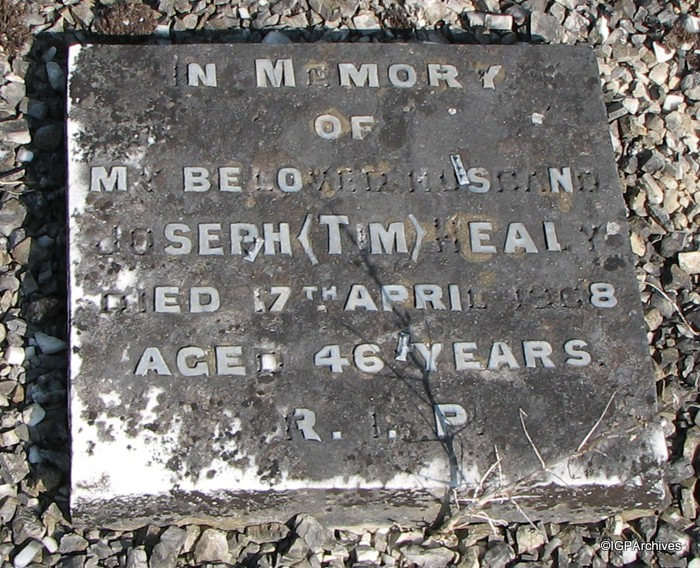 IN MEMORY
OF
MY BELOVED HUSBAND
JOSEPH (TIM) HEALY
DIED 17TH APRIL 1968
AGED 46 YEARS
R. I. P.
©IGPArchives